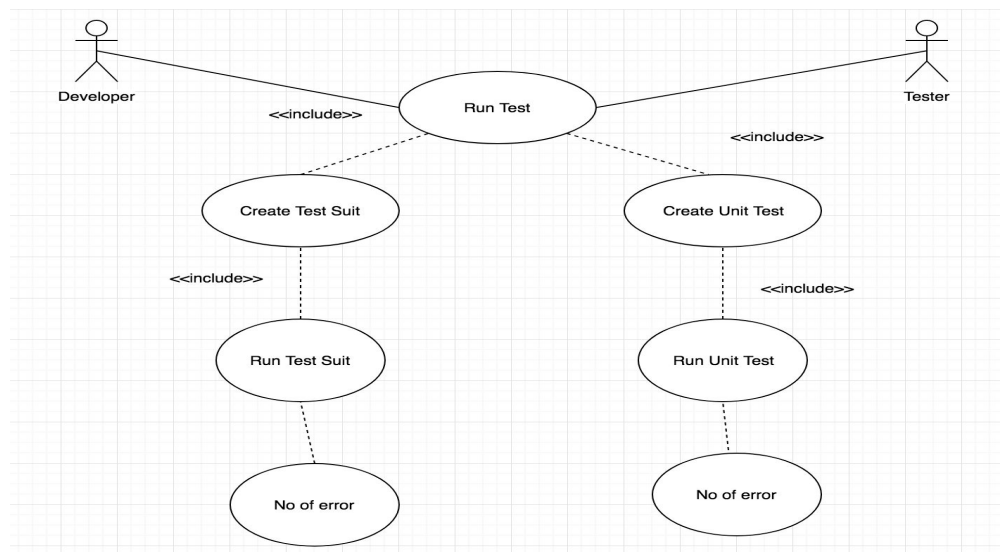 Developer
Tester
Run Test
<<include>>
<<include>>
Create Test Suit
Create Unit Test
<<include>>
<<include>>
Run Test Suit
Run Unit Test
No of error
No of error